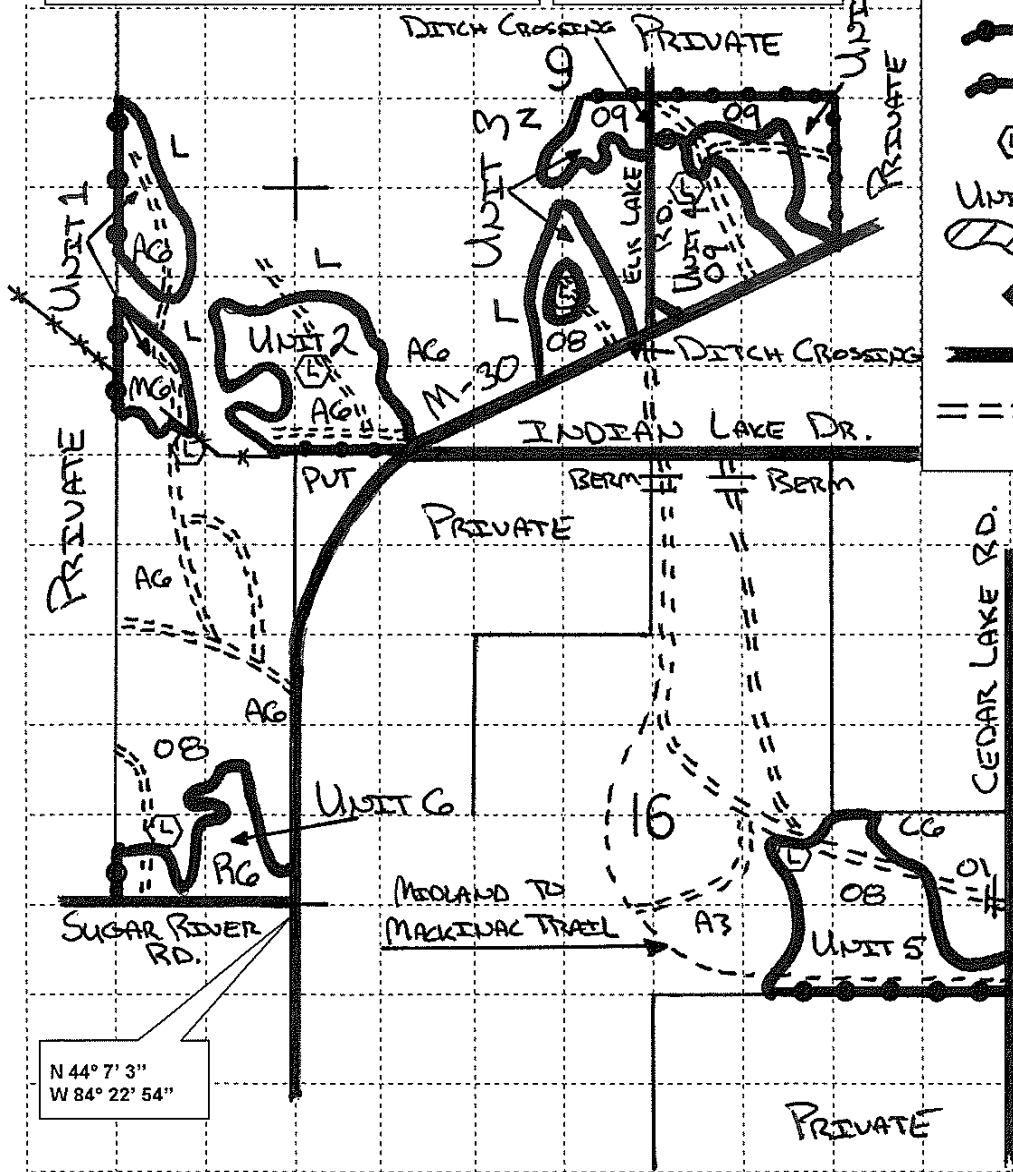 DITCH CROSSING
PRIVATE
9
PRIVATE
UNIT 3
Z
09
09
L
UNIT 1
AG
L
L
ELK LAKE
RD.
UNIT 4
09
L
L
UNIT 2
L
AG
AG
M-30
08
DITCH CROSSING
MG
L
INDIAN LAKE DR.
PUT
BERM
BERM
PRIVATE
PRIVATE
AG
CEDAR LAKE RD.
AG
08
UNIT 6
L
RG
16
CG
L
01
08
MIDLAND TO
MACKINAC TRAIL
A3
UNIT 5
SUGAR RIVER
RD.
N 44° 7' 3"
W 84° 22' 54"
PRIVATE